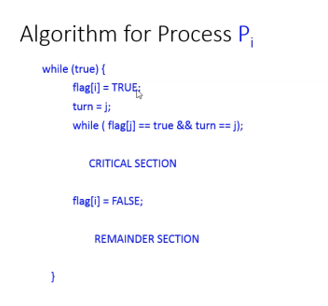 Algorithm for Process Pi
while (true) {
flag[i] = TRUE;
turn = j;
while ( flag[j] == true && turn == j);
CRITICAL SECTION
flag[i] = FALSE;
REMAINDER SECTION
}